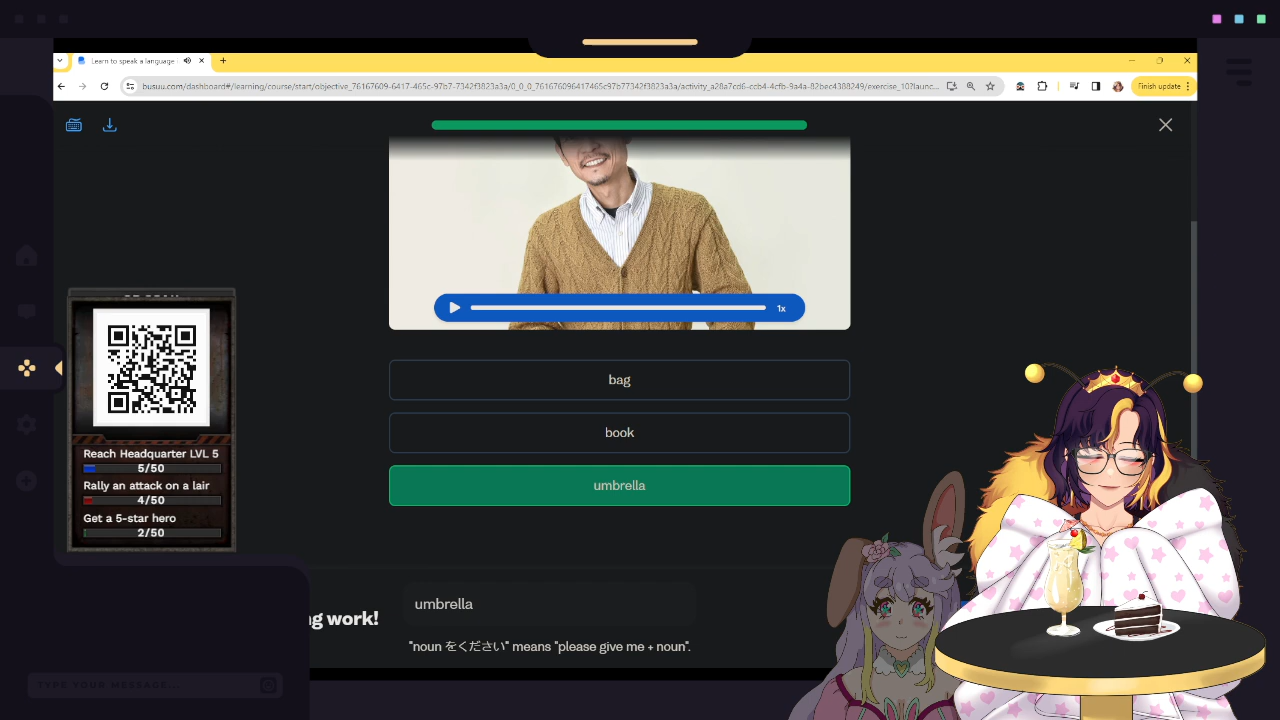 Learn to speak a language
busuu.com/dashboard#/learning/course/start/objective_76167609-6417-465c-97b7-7342f3823a3a/0_0_0_761676096417465c97b77342f3823a3a/activity_a28a7cd6-ccb4-4cfb-9a4a-82bec4388249/exercise_10?launc...
Finish update
1x
bag
book
umbrella
Reach Headquarter LVL 5
5/50
Rally an attack on a lair
4/50
Get a 5-star hero
2/50
g work!
umbrella
"noun をください" means "please give me + noun".
TYPE YOUR MESSAGE...